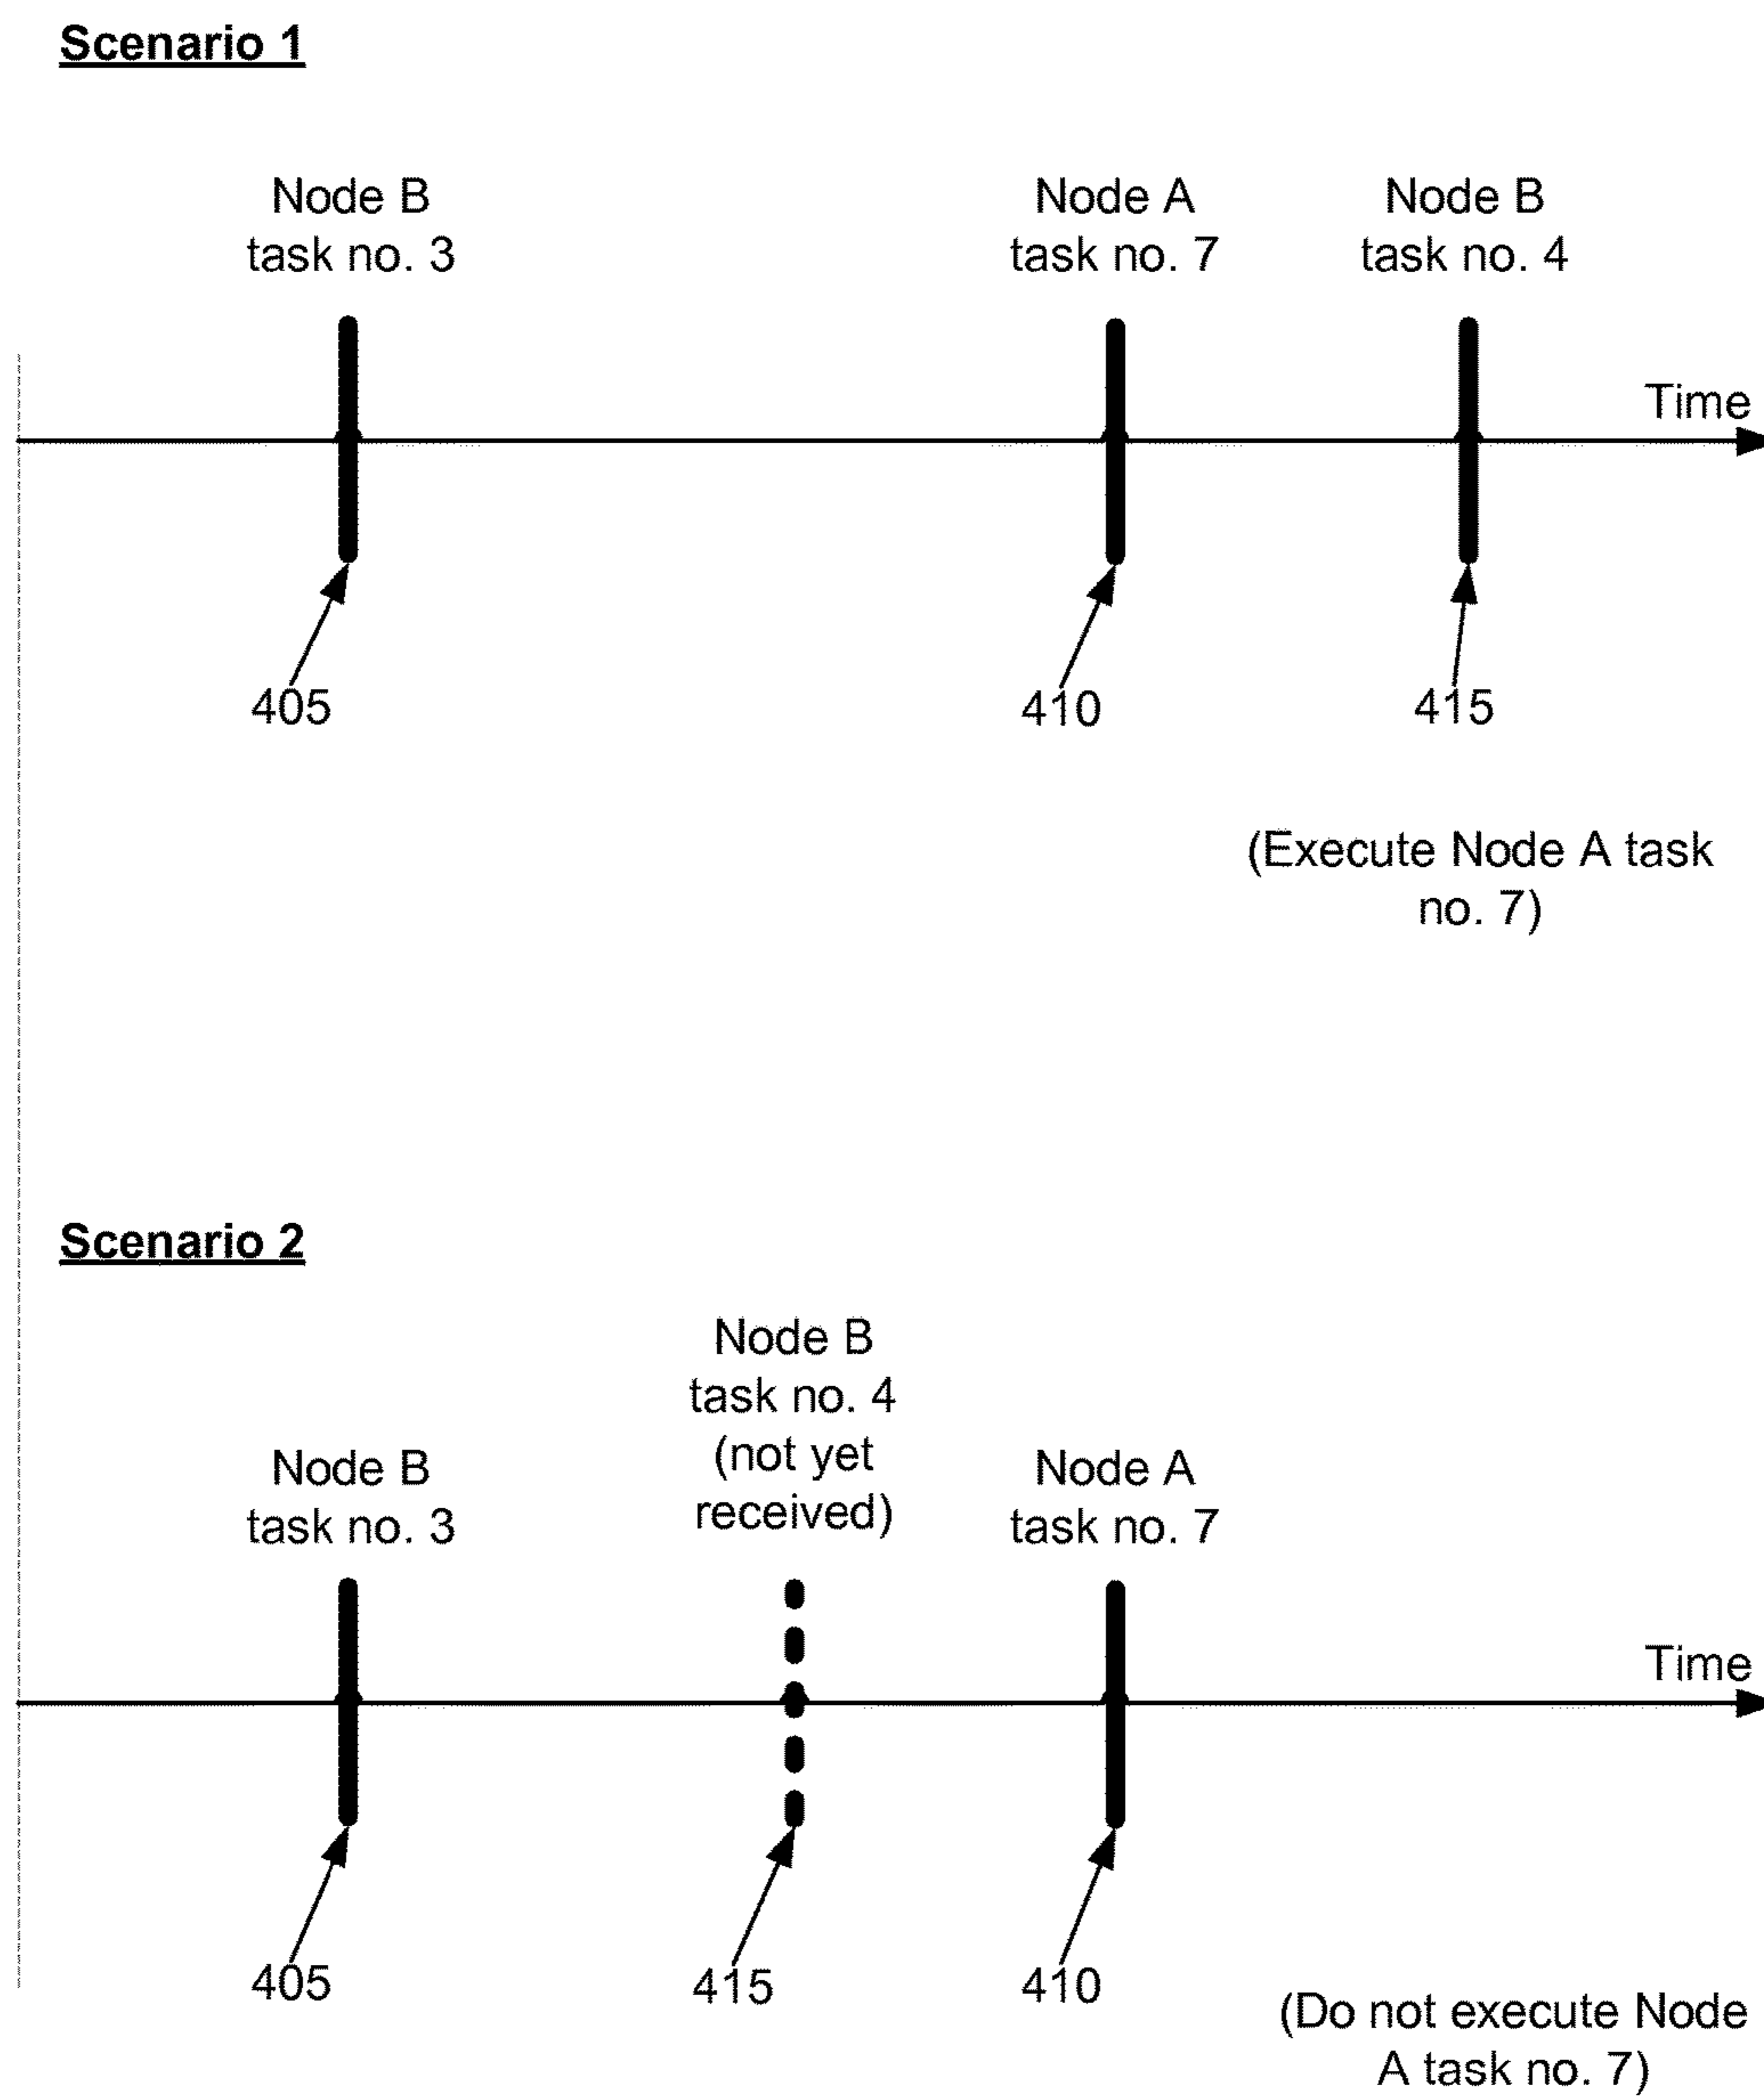 Scenario 1
Node B
task no. 3
Node A
task no. 7
Node B
task no. 4
Time
405
410
415
(Execute Node A task
no. 7)
Scenario 2
Node B
task no. 3
Node B
task no. 4
(not yet
received)
Node A
task no. 7
Time
405
415
410
(Do not execute Node
A task no. 7)